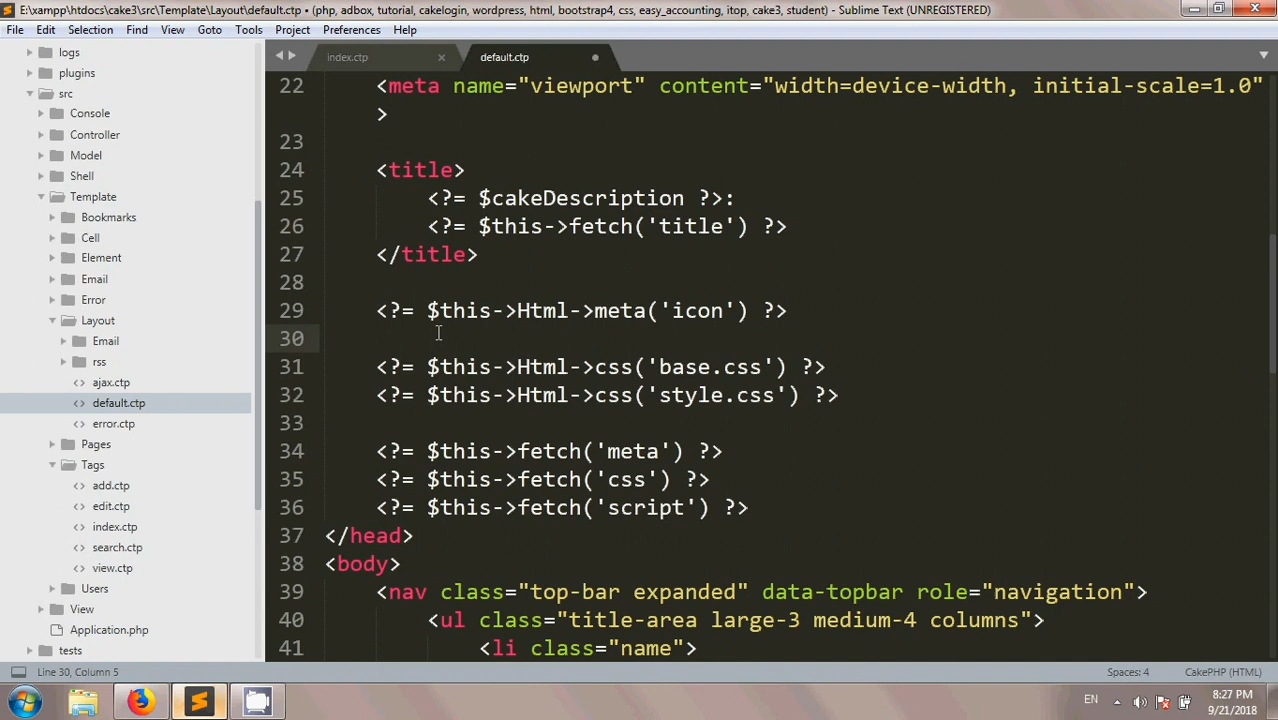 E:\xampp\htdocs\cake3\src\Template\Layout\default.ctp • (php, adbox, tutorial, cakelogin, wordpress, html, bootstrap4, css, easy_accounting, itop, cake3, student) - Sublime Text (UNREGISTERED)
File Edit Selection Find View Goto Tools Project Preferences Help
index.ctp default.ctp
logs
plugins
src
Console
Controller
Model
Shell
Template
Bookmarks
Cell
Element
Email
Error
Layout
Email
rss
ajax.ctp
default.ctp
error.ctp
Pages
Tags
add.ctp
edit.ctp
index.ctp
search.ctp
view.ctp
Users
View
Application.php
tests
22 <meta name="viewport" content="width=device-width, initial-scale=1.0"
>
23
24 <title>
25 <?= $cakeDescription ?>:
26 <?= $this->fetch('title') ?>
27 </title>
28
29 <?= $this->Html->meta('icon') ?>
30
31 <?= $this->Html->css('base.css') ?>
32 <?= $this->Html->css('style.css') ?>
33
34 <?= $this->fetch('meta') ?>
35 <?= $this->fetch('css') ?>
36 <?= $this->fetch('script') ?>
37 </head>
38 <body>
39 <nav class="top-bar expanded" data-topbar role="navigation">
40 <ul class="title-area large-3 medium-4 columns">
41 <li class="name">
Line 30, Column 5 Spaces: 4 CakePHP (HTML)
EN 8:27 PM
9/21/2018